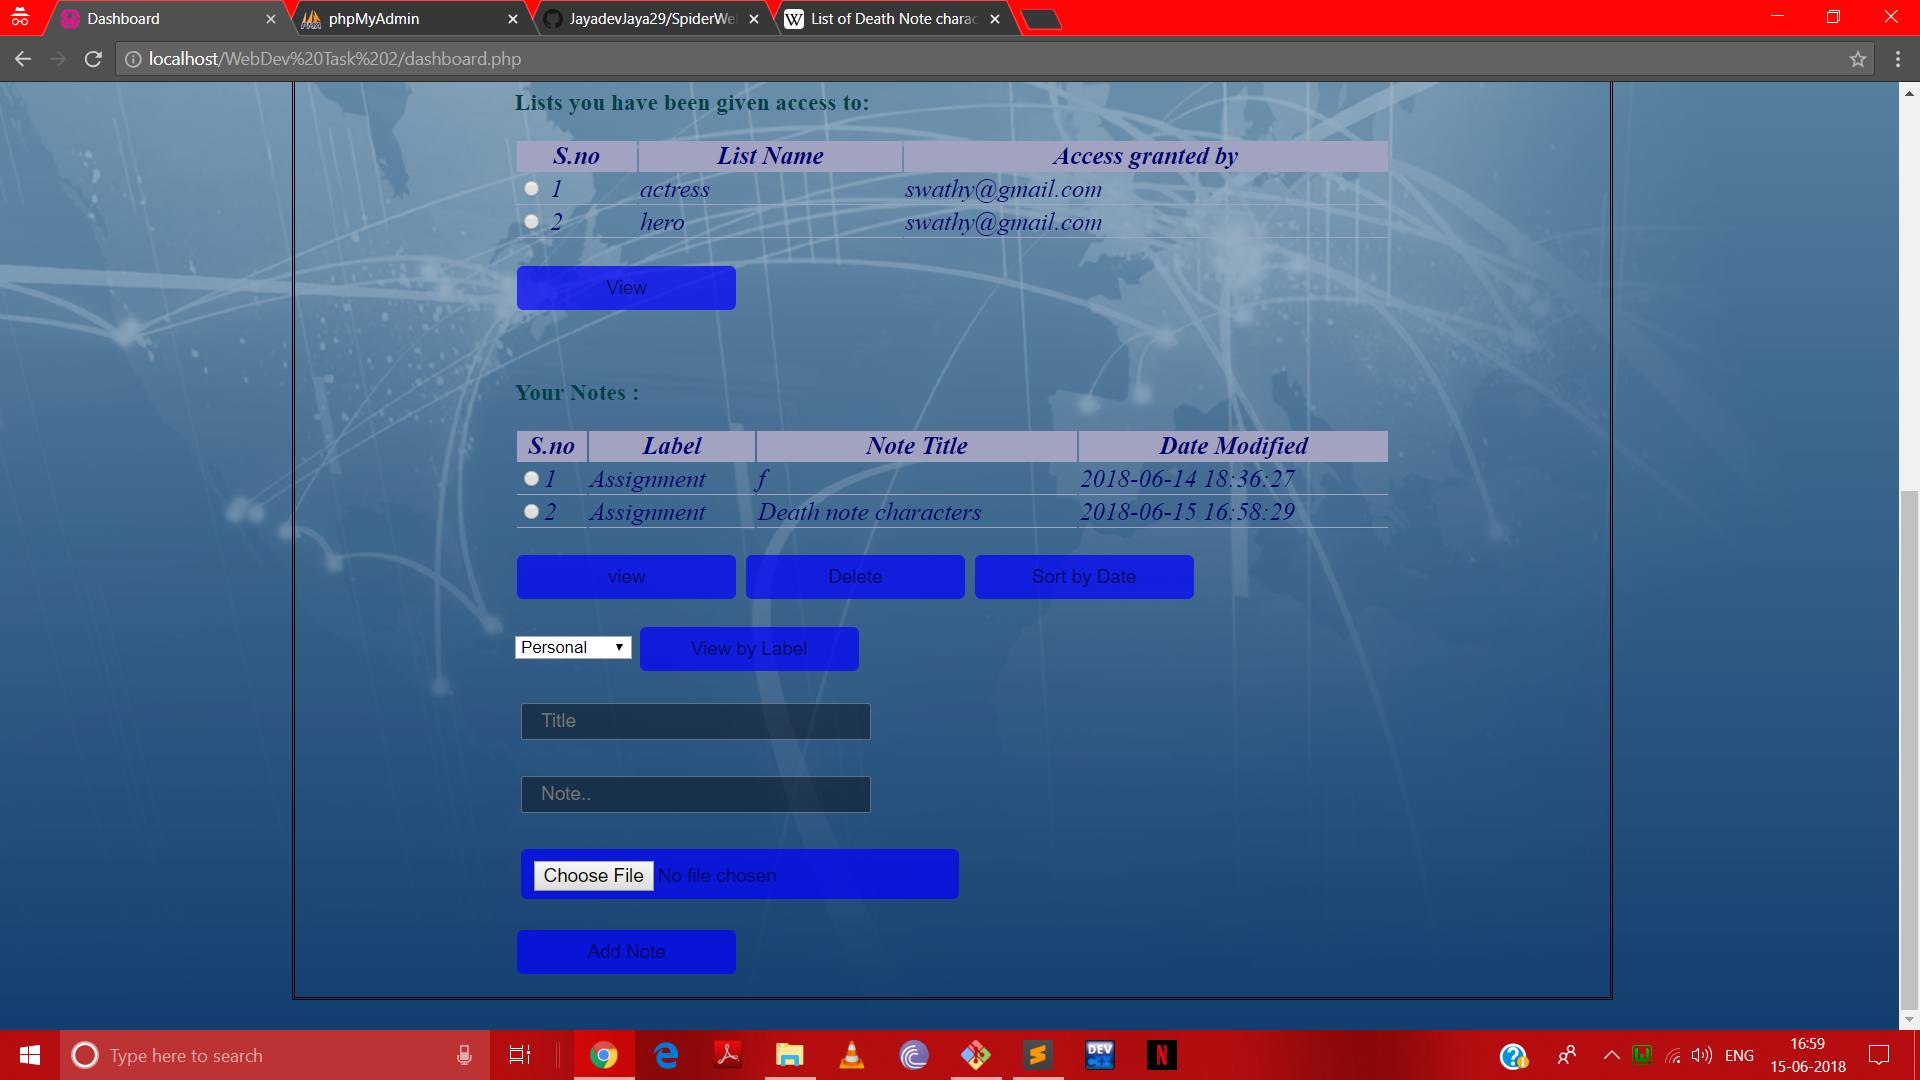 Dashboard
phpMyAdmin
JayadevJaya29/SpiderWe
List of Death Note charac
localhost/WebDev%20Task%202/dashboard.php
Lists you have been given access to:
S.no List Name Access granted by
1 actress swathy@gmail.com
2 hero swathy@gmail.com
View
Your Notes :
S.no Label Note Title Date Modified
1 Assignment f 2018-06-14 18:36:27
2 Assignment Death note characters 2018-06-15 16:58:29
view Delete Sort by Date
Personal View by Label
Title
Note..
Choose File No file chosen
Add Note
Type here to search
DEV C++
N
ENG
16:59
15-06-2018